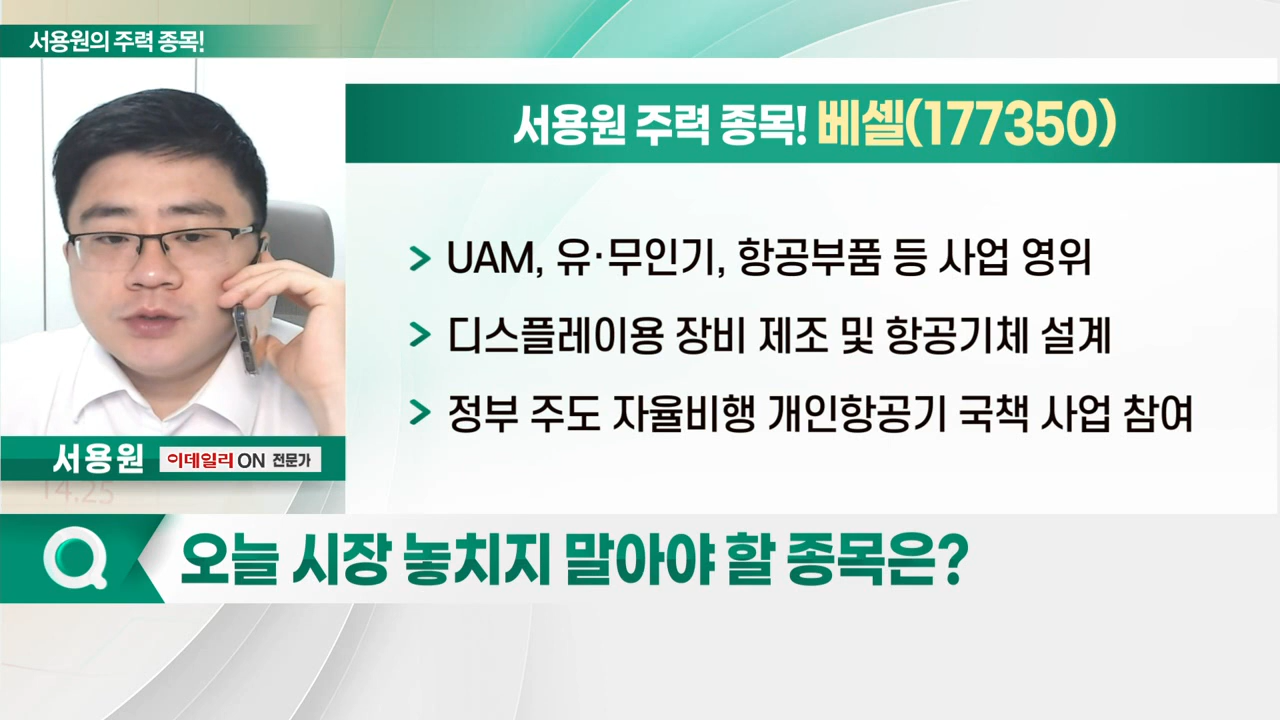 서용원의 주력 종목!
서용원 주력 종목! 베셀(177350)
UAM, 유·무인기, 항공부품 등 사업 영위
디스플레이용 장비 제조 및 항공기체 설계
정부 주도 자율비행 개인항공기 국책 사업 참여
서용원 이데일리 ON 전문가
14.25
Q 오늘 시장 놓치지 말아야 할 종목은?